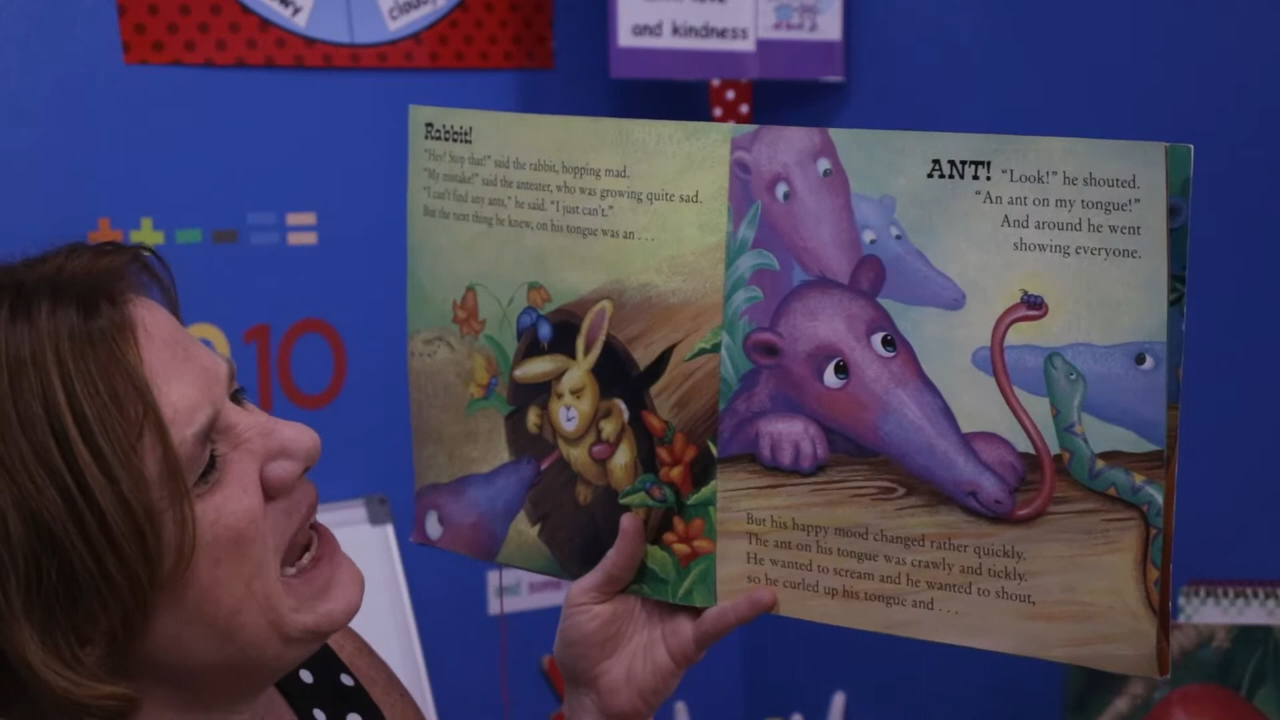 cloudy
and kindness
10
Rabbit!
"Hey! Stop that!" said the rabbit, hopping mad.
"My mistake!" said the anteater, who was growing quite sad.
"I can't find any ants," he said. "I just can't."
But the next thing he knew, on his tongue was an . . .
ANT! "Look!" he shouted.
"An ant on my tongue!"
And around he went
showing everyone.
But his happy mood changed rather quickly.
The ant on his tongue was crawly and tickly.
He wanted to scream and he wanted to shout,
so he curled up his tongue and . . .